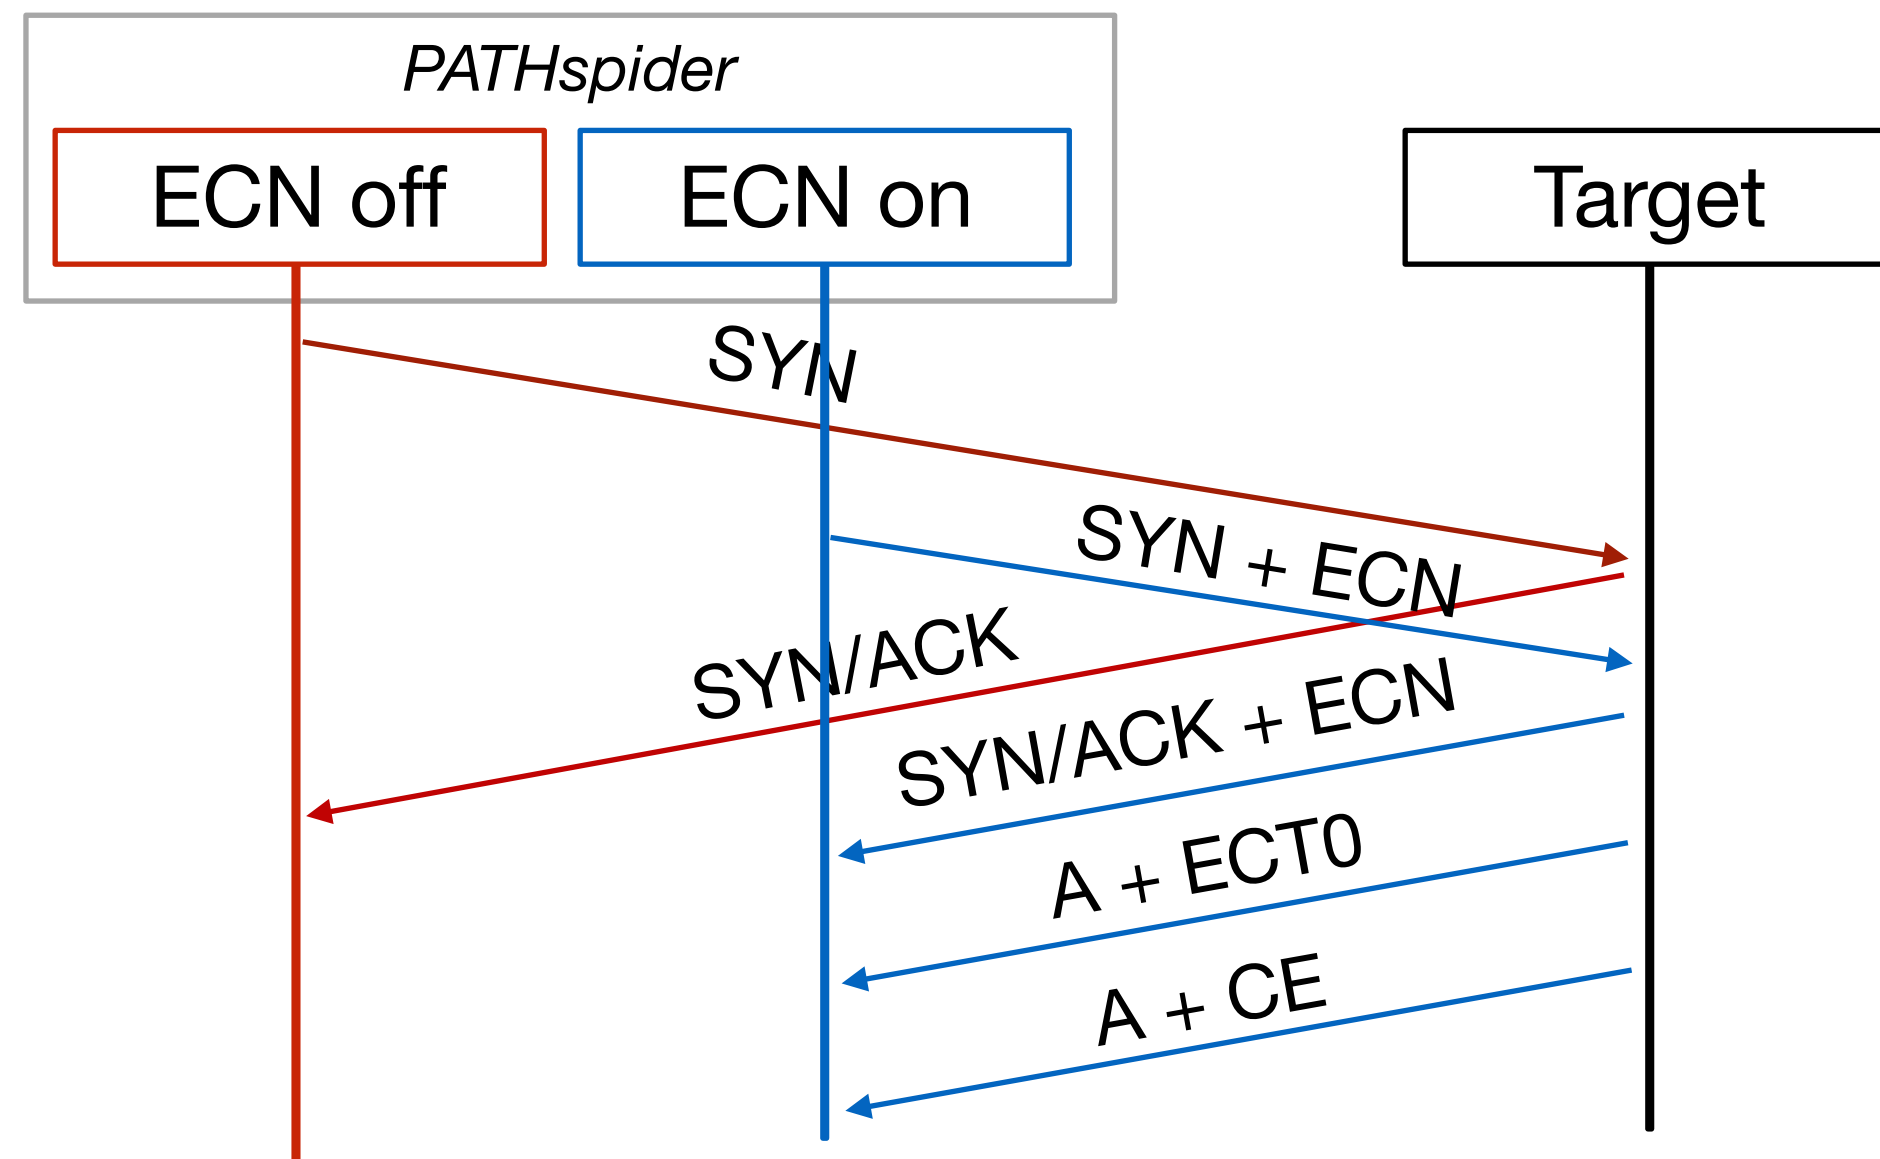 PATHspider
ECN off
ECN on
Target
SYN
SYN + ECN
SYN/ACK
SYN/ACK + ECN
A + ECT0
A + CE